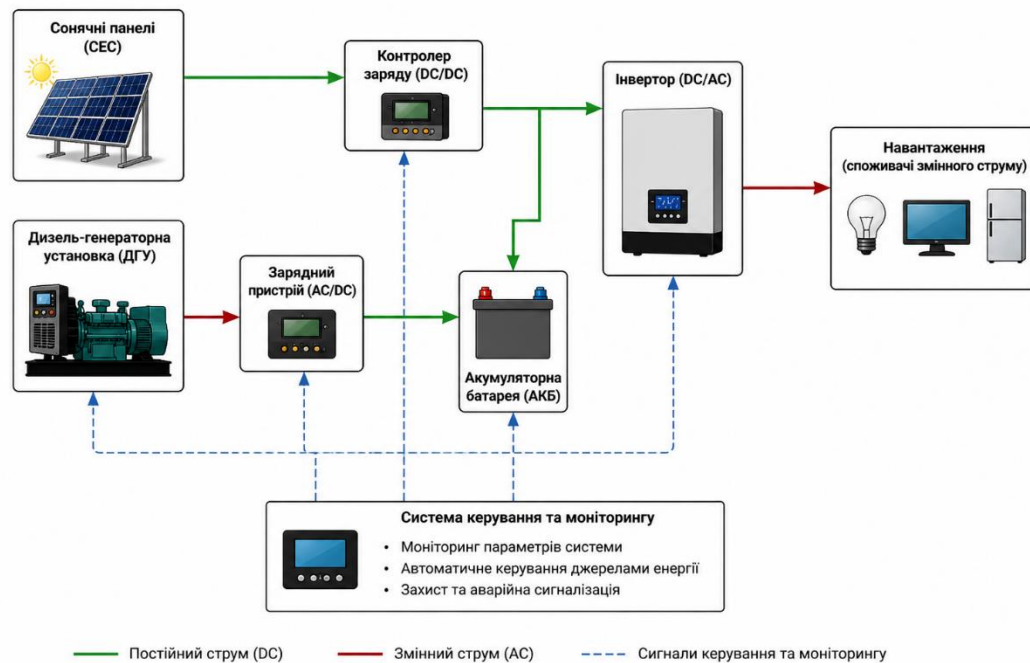 Сонячні панелі
(СЕС)
Контролер
заряду (DC/DC)
Інвертор (DC/AC)
Навантаження
(споживачі змінного струму)
Дизель-генераторна
установка (ДГУ)
Зарядний
пристрій (AC/DC)
Акумуляторна
батарея (АКБ)
Система керування та моніторингу
• Моніторинг параметрів системи
• Автоматичне керування джерелами енергії
• Захист та аварійна сигналізація
Постійний струм (DC)
Змінний струм (AC)
Сигнали керування та моніторингу